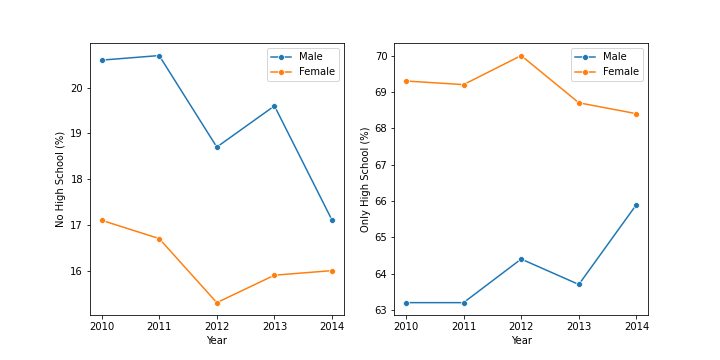 No High School (%)
20
19
18
17
16
2010 2011 2012 2013 2014
Year
Male
Female
Only High School (%)
70
69
68
67
66
65
64
63
2010 2011 2012 2013 2014
Year
Male
Female